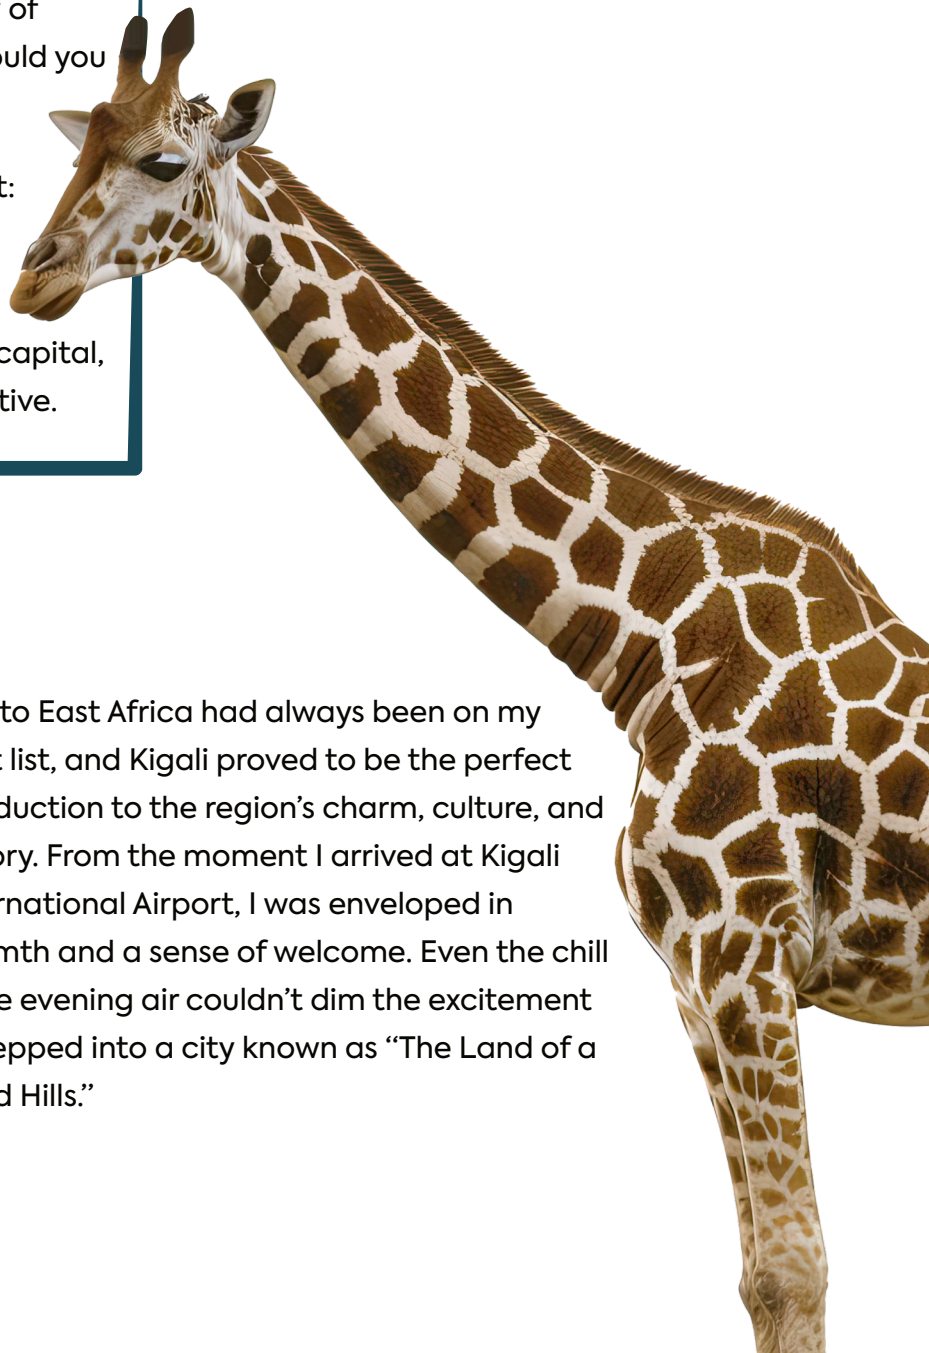 of
ould you
t:
capital,
tive.
to East Africa had always been on my
t list, and Kigali proved to be the perfect
duction to the region's charm, culture, and
ory. From the moment I arrived at Kigali
rnational Airport, I was enveloped in
mth and a sense of welcome. Even the chill
e evening air couldn't dim the excitement
epped into a city known as “The Land of a
d Hills.”